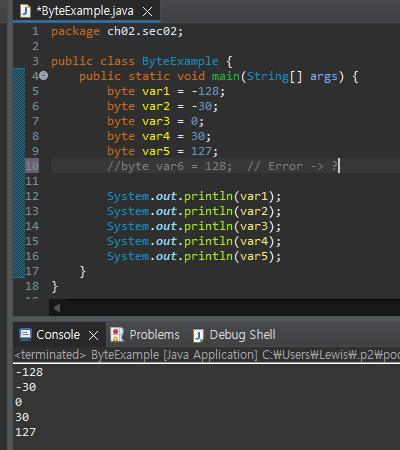 *ByteExample.java
1 package ch02.sec02;
2
3 public class ByteExample {
4 public static void main(String[] args) {
5 byte var1 = -128;
6 byte var2 = -30;
7 byte var3 = 0;
8 byte var4 = 30;
9 byte var5 = 127;
10 //byte var6 = 128;  // Error -> ?
11
12 System.out.println(var1);
13 System.out.println(var2);
14 System.out.println(var3);
15 System.out.println(var4);
16 System.out.println(var5);
17 }
18 }
Console Problems Debug Shell
<terminated> ByteExample [Java Application] C:₩Users₩Lewis₩.p2₩poo
-128
-30
0
30
127